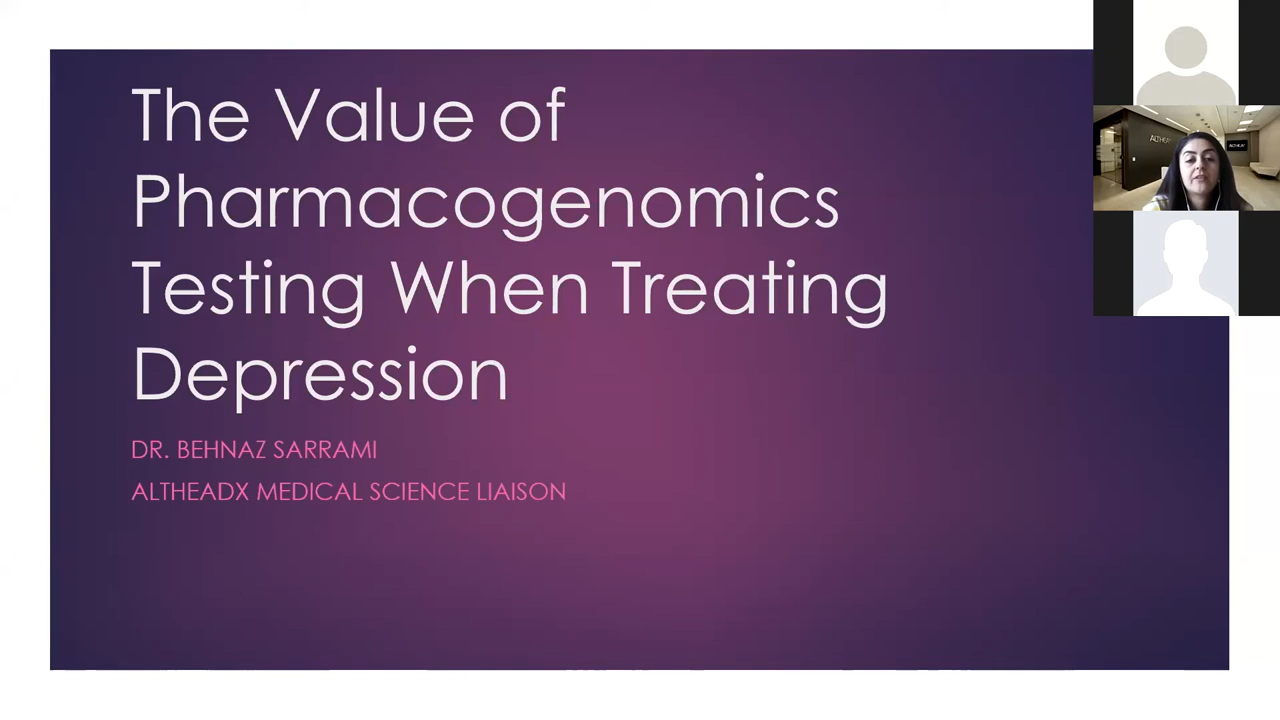 The Value of
Pharmacogenomics
Testing When Treating
Depression
DR. BEHNAZ SARRAMI
ALTHEADX MEDICAL SCIENCE LIAISON